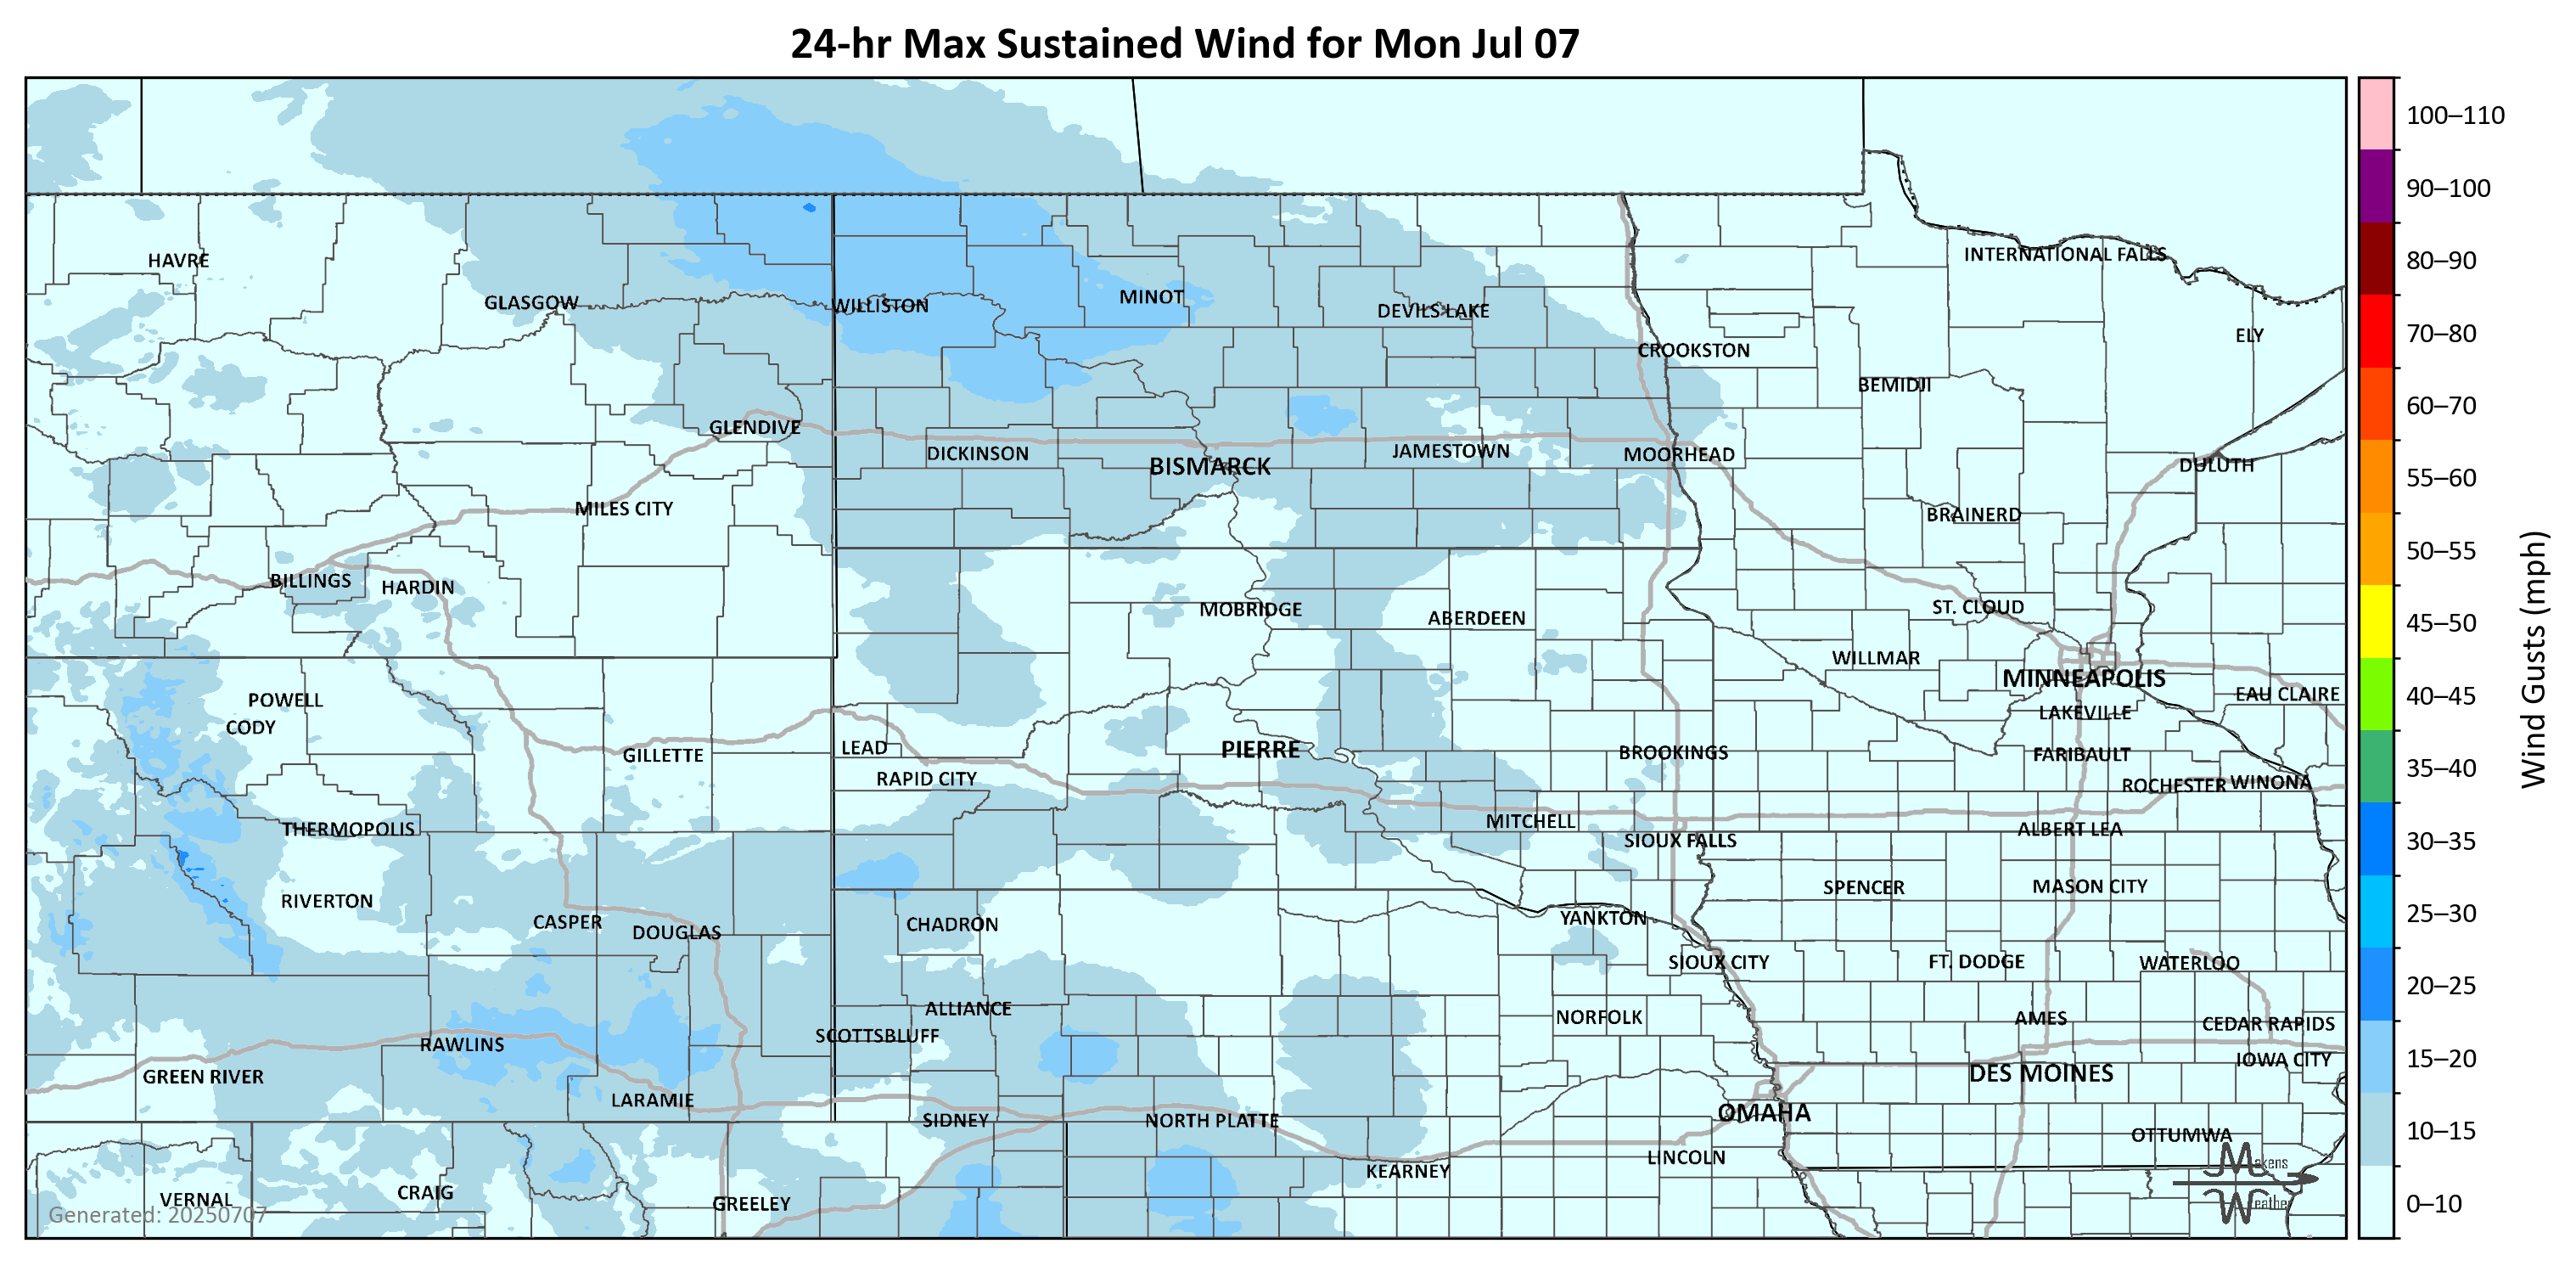 24-hr Max Sustained Wind for Mon Jul 07
100–110
90–100
80–90
70–80
60–70
55–60
50–55
45–50
40–45
35–40
30–35
25–30
20–25
15–20
10–15
0–10
Wind Gusts (mph)
HAVRE
INTERNATIONAL FALLS
GLASGOW
WILLISTON
MINOT
DEVILS LAKE
ELY
CROOKSTON
BEMIDJI
GLENDIVE
DICKINSON
BISMARCK
JAMESTOWN
MOORHEAD
DULUTH
MILES CITY
BRAINERD
BILLINGS
HARDIN
MOBRIDGE
ABERDEEN
ST. CLOUD
WILLMAR
MINNEAPOLIS
EAU CLAIRE
POWELL
CODY
LAKEVILLE
GILLETTE
LEAD
PIERRE
BROOKINGS
FARIBAULT
RAPID CITY
ROCHESTER
WINONA
THERMOPOLIS
MITCHELL
SIOUX FALLS
ALBERT LEA
RIVERTON
SPENCER
MASON CITY
CASPER
DOUGLAS
CHADRON
YANKTON
SIOUX CITY
FT. DODGE
WATERLOO
ALLIANCE
NORFOLK
AMES
CEDAR RAPIDS
RAWLINS
SCOTTSBLUFF
IOWA CITY
GREEN RIVER
DES MOINES
LARAMIE
SIDNEY
NORTH PLATTE
OMAHA
OTTUMWA
KEARNEY
LINCOLN
VERNAL
CRAIG
GREELEY
Makens
Weather
Generated: 20250707